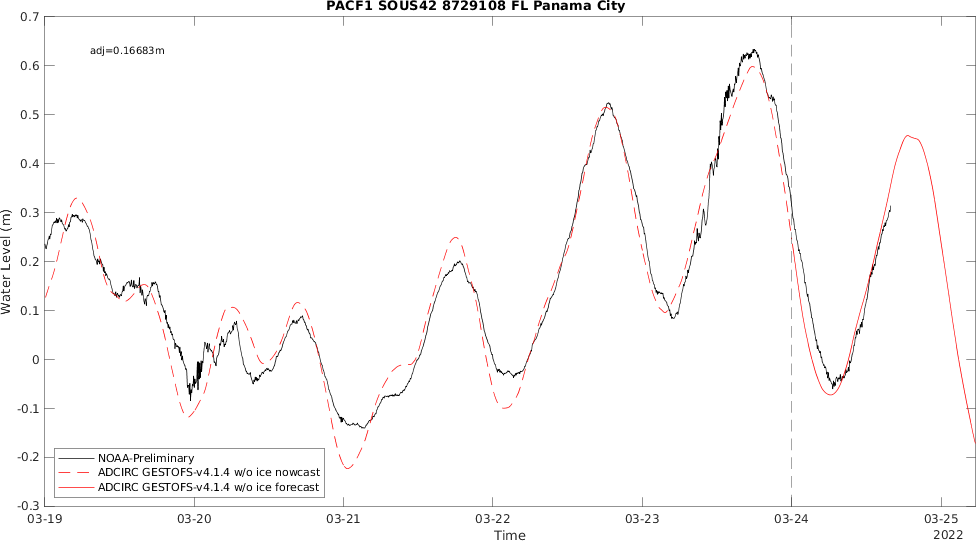 PACF1 SOUS42 8729108 FL Panama City
adj=0.16683m
0.7
0.6
0.5
0.4
0.3
0.2
0.1
0
-0.1
-0.2
-0.3
Water Level (m)
NOAA-Preliminary
ADCIRC GESTOFS-v4.1.4 w/o ice nowcast
ADCIRC GESTOFS-v4.1.4 w/o ice forecast
03-19 03-20 03-21 03-22 03-23 03-24 03-25
Time
2022